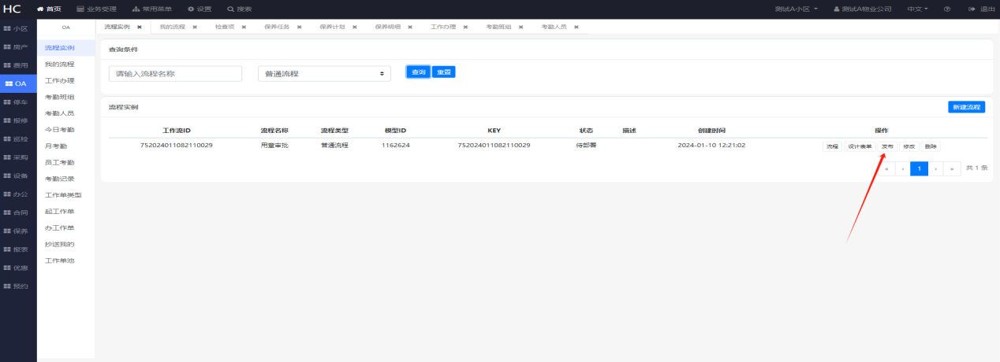 HC 首页 业务受理 常用菜单 设置 搜索 测试A小区 测试A物业公司 中文 退出
小区
房产
费用
OA
停车
报修
巡检
采购
设备
办公
合同
保养
报表
优惠
预约
OA
流程实例
我的流程
工作办理
考勤班组
考勤人员
今日考勤
月考勤
员工考勤
考勤记录
工作单类型
起工作单
办工作单
抄送我的
工作单池
流程实例 × 我的流程 × 检查项 × 保养任务 × 保养计划 × 保养明细 × 工作办理 × 考勤班组 × 考勤人员 ×
查询条件
请输入流程名称 普通流程 查询 重置
流程实例 新建流程
工作流ID 流程名称 流程类型 模型ID KEY 状态 描述 创建时间 操作
752024011082110029 用章审批 普通流程 1162624 752024011082110029 待部署 2024-01-10 12:21:02 流程 设计表单 发布 修改 删除
« ‹ 1 › » 共 1 条